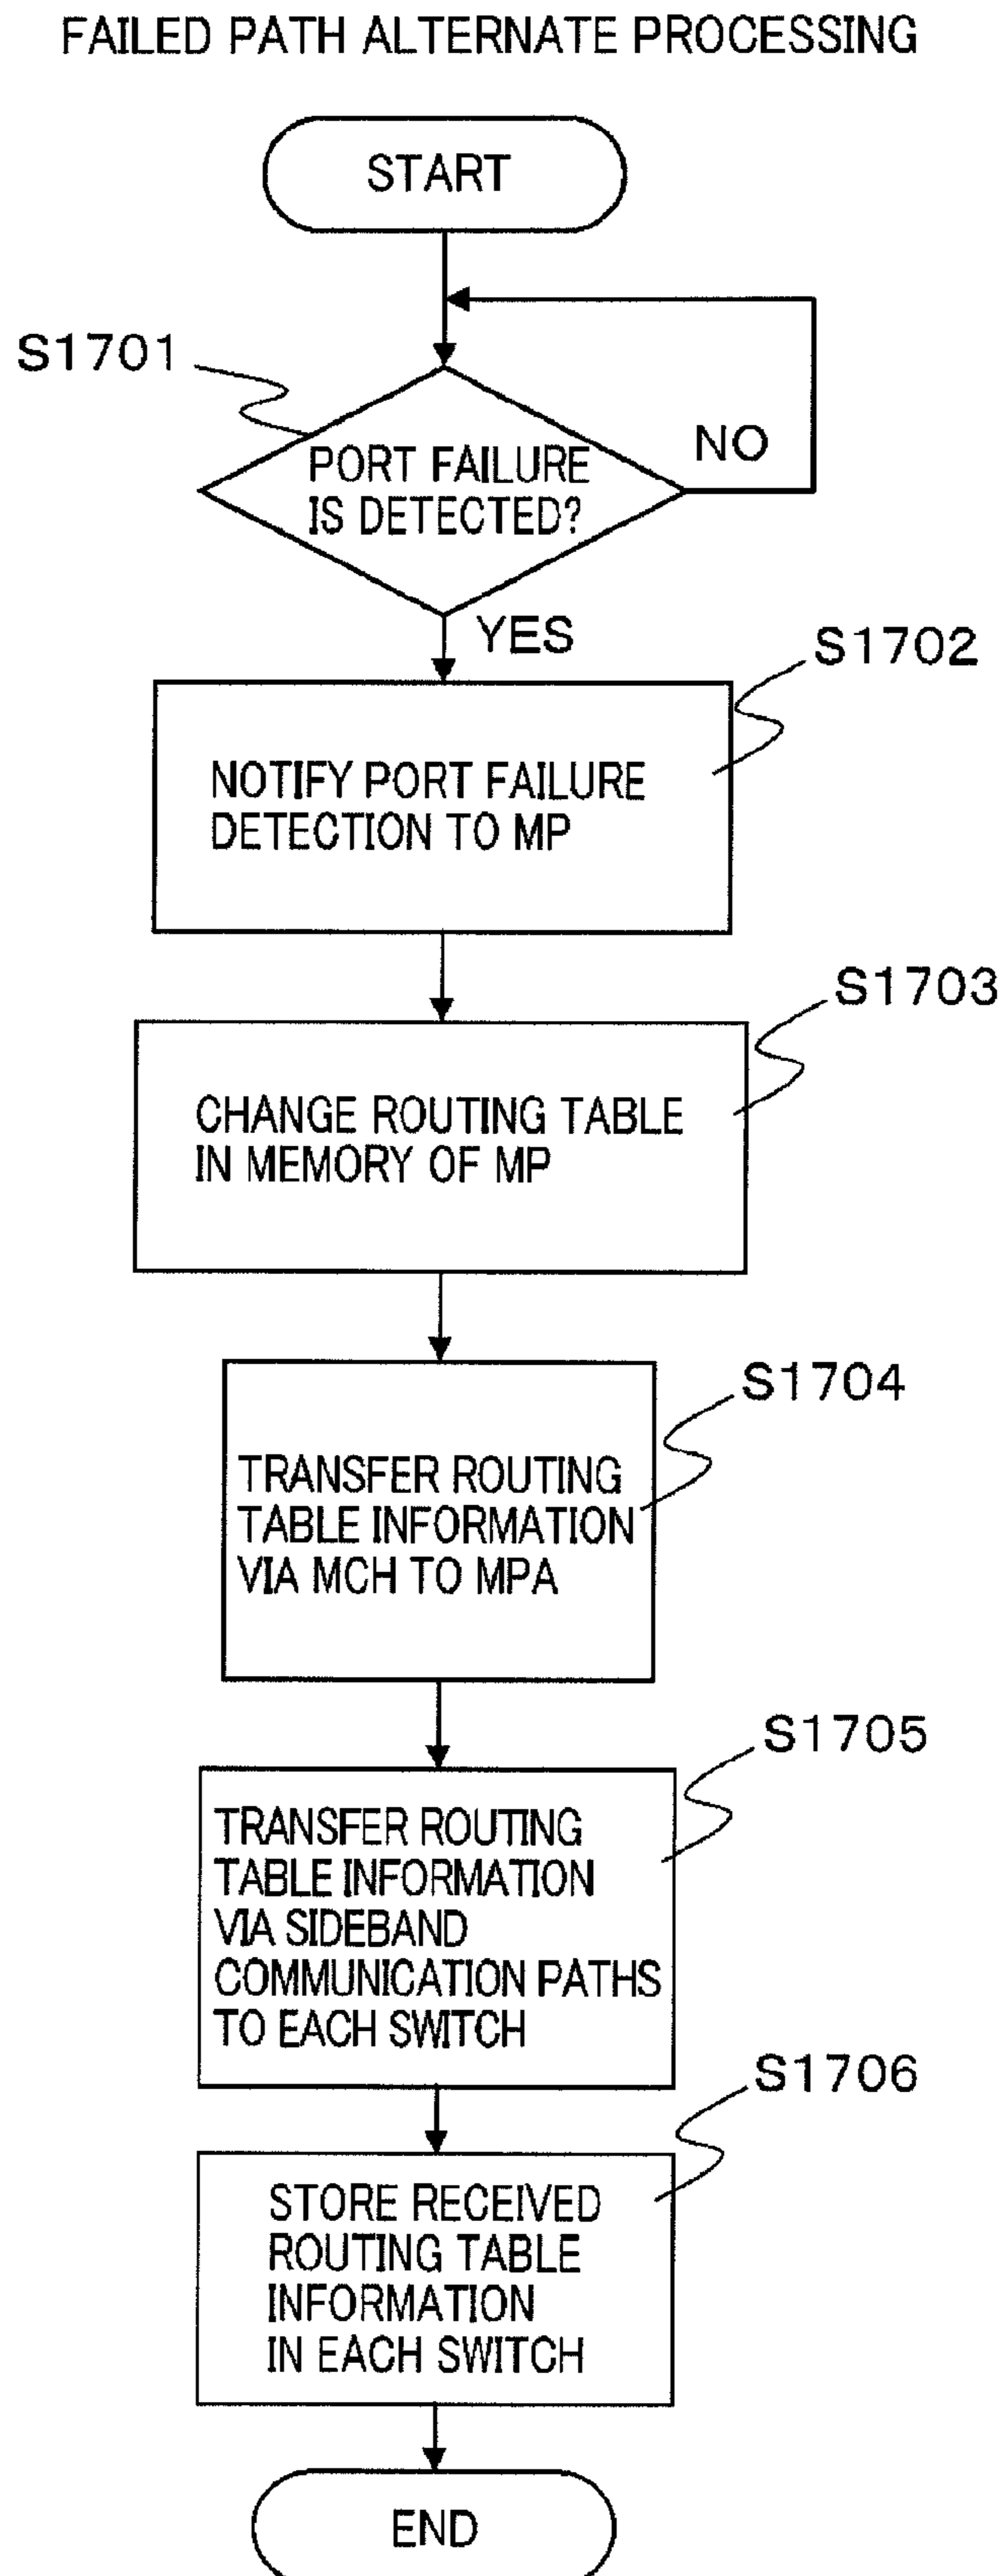 FAILED PATH ALTERNATE PROCESSING
START
S1701
PORT FAILURE
IS DETECTED?
NO
YES
S1702
NOTIFY PORT FAILURE
DETECTION TO MP
S1703
CHANGE ROUTING TABLE
IN MEMORY OF MP
S1704
TRANSFER ROUTING
TABLE INFORMATION
VIA MCH TO MPA
S1705
TRANSFER ROUTING
TABLE INFORMATION
VIA SIDEBAND
COMMUNICATION PATHS
TO EACH SWITCH
S1706
STORE RECEIVED
ROUTING TABLE
INFORMATION
IN EACH SWITCH
END